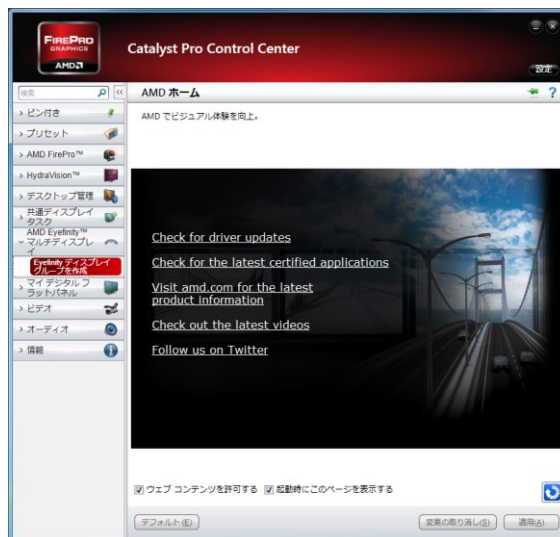 FIREPRO
GRAPHICS
AMD
Catalyst Pro Control Center
設定
検索
AMD ホーム
AMD でビジュアル体験を向上。
ピン付き
プリセット
AMD FirePro™
HydraVision™
デスクトップ管理
共通ディスプレイ
タスク
AMD Eyefinity™
マルチディスプレ
イ
Eyefinity ディスプレイ
グループを作成
マイ デジタル フ
ラットパネル
ビデオ
オーディオ
情報
Check for driver updates
Check for the latest certified applications
Visit amd.com for the latest
product information
Check out the latest videos
Follow us on Twitter
ウェブ コンテンツを許可する 起動時にこのページを表示する
デフォルト(E) 変更の取り消し(S) 適用(A)